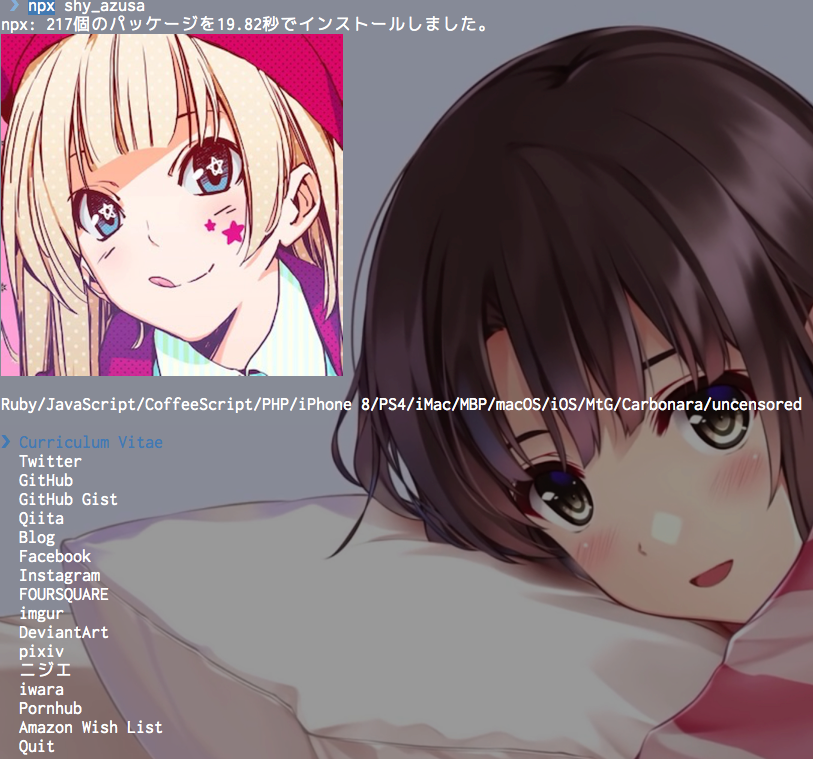 ❯ npx shy_azusa
npx: 217個のパッケージを19.82秒でインストールしました。
Ruby/JavaScript/CoffeeScript/PHP/iPhone 8/PS4/iMac/MBP/macOS/iOS/MtG/Carbonara/uncensored
❯ Curriculum Vitae
Twitter
GitHub
GitHub Gist
Qiita
Blog
Facebook
Instagram
FOURSQUARE
imgur
DeviantArt
pixiv
ニジエ
iwara
Pornhub
Amazon Wish List
Quit